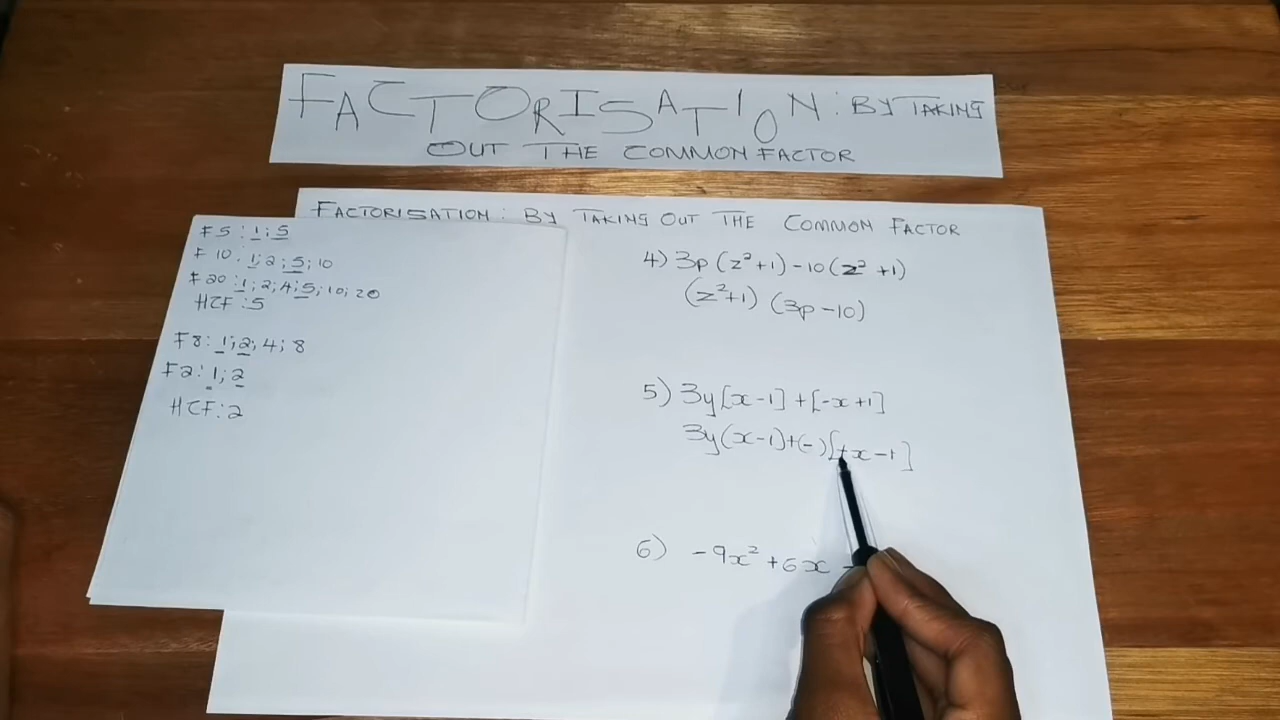 FACTORISATION: BY TAKING
OUT THE COMMON FACTOR
FACTORISATION: BY TAKING OUT THE COMMON FACTOR
F5: 1; 5
F10: 1; 2; 5; 10
F20: 1; 2; 4; 5; 10; 20
HCF: 5
F8: 1; 2; 4; 8
F2: 1; 2
HCF: 2
4) 3p(z²+1)-10(z²+1)
(z²+1)(3p-10)
5) 3y[x-1]+[-x+1]
3y(x-1)+(-)[+x-1]
6) -9x²+6x